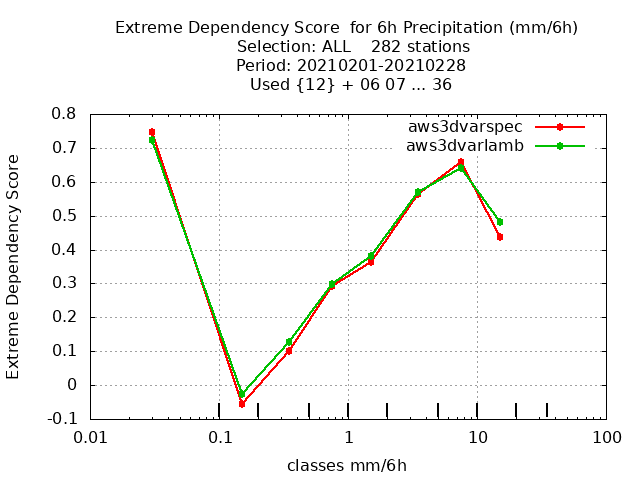 Extreme Dependency Score  for 6h Precipitation (mm/6h)
Selection: ALL    282 stations
Period: 20210201-20210228
Used {12} + 06 07 ... 36
aws3dvarspec
aws3dvarlamb
Extreme Dependency Score
0.8
0.7
0.6
0.5
0.4
0.3
0.2
0.1
0
-0.1
0.01 0.1 1 10 100
classes mm/6h